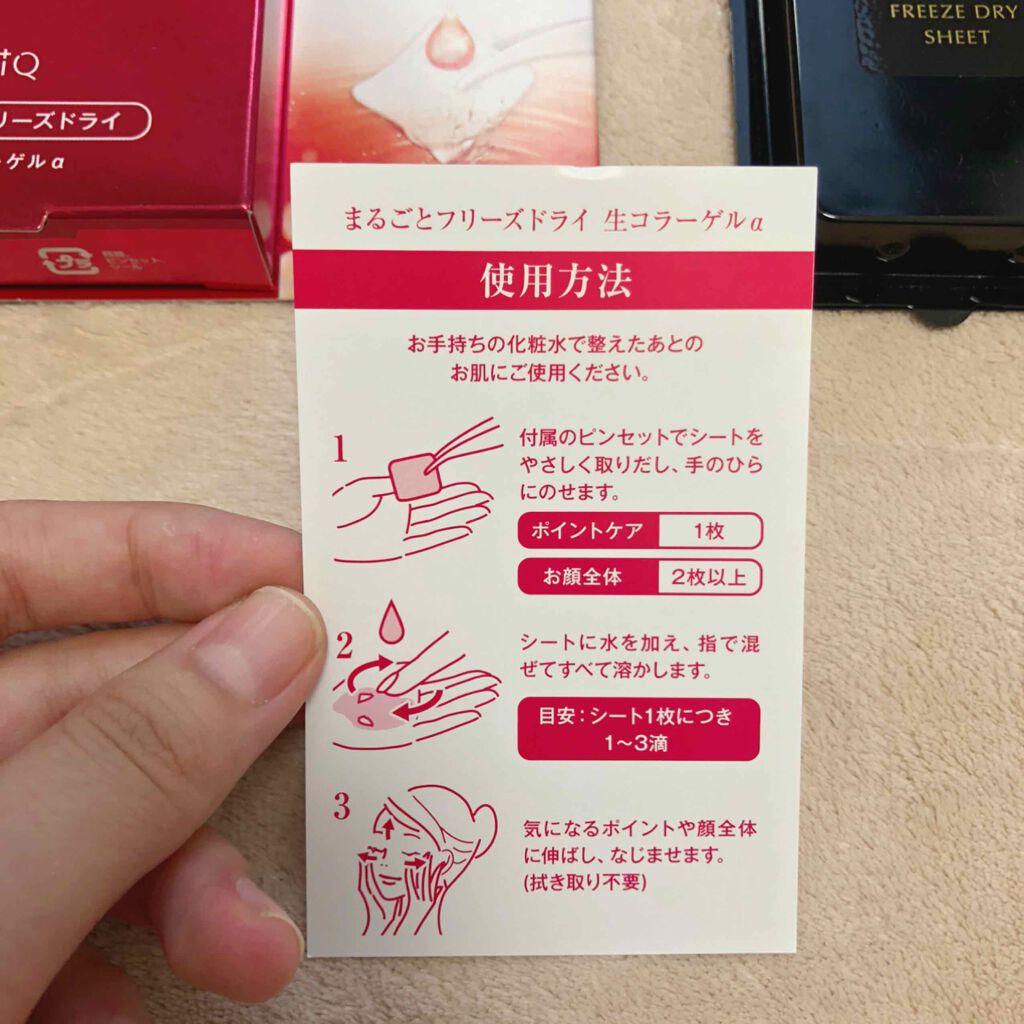 FREEZE DRY
SHEET
リーズドライ
ゲルα
まるごとフリーズドライ 生コラーゲルα
使用方法
お手持ちの化粧水で整えたあとの
お肌にご使用ください。
1
付属のピンセットでシートを
やさしく取りだし、手のひら
にのせます。
ポイントケア 1枚
お顔全体 2枚以上
2
シートに水を加え、指で混
ぜてすべて溶かします。
目安:シート1枚につき
1〜3滴
3
気になるポイントや顔全体
に伸ばし、なじませます。
(拭き取り不要)